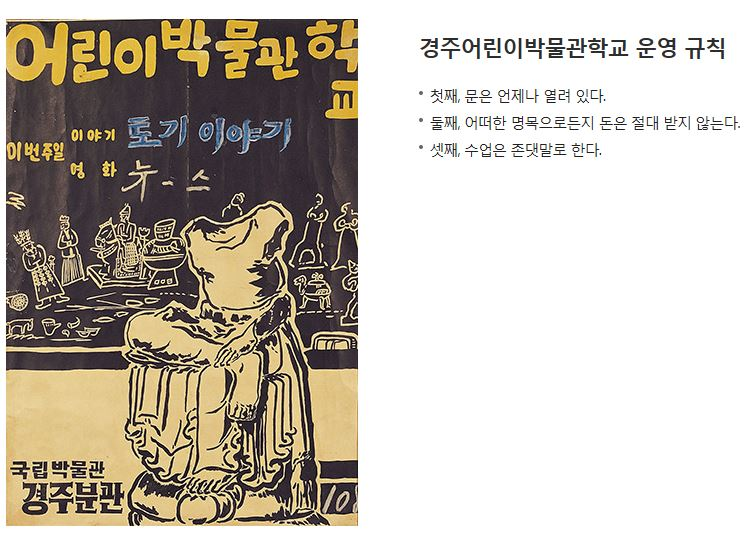 어린이박물관학
교
이번주일
이야기 토기 이야기
영화 뉴-스
국립박물관
경주분관
108
경주어린이박물관학교 운영 규칙
첫째, 문은 언제나 열려 있다.
둘째, 어떠한 명목으로든지 돈은 절대 받지 않는다.
셋째, 수업은 존댓말로 한다.